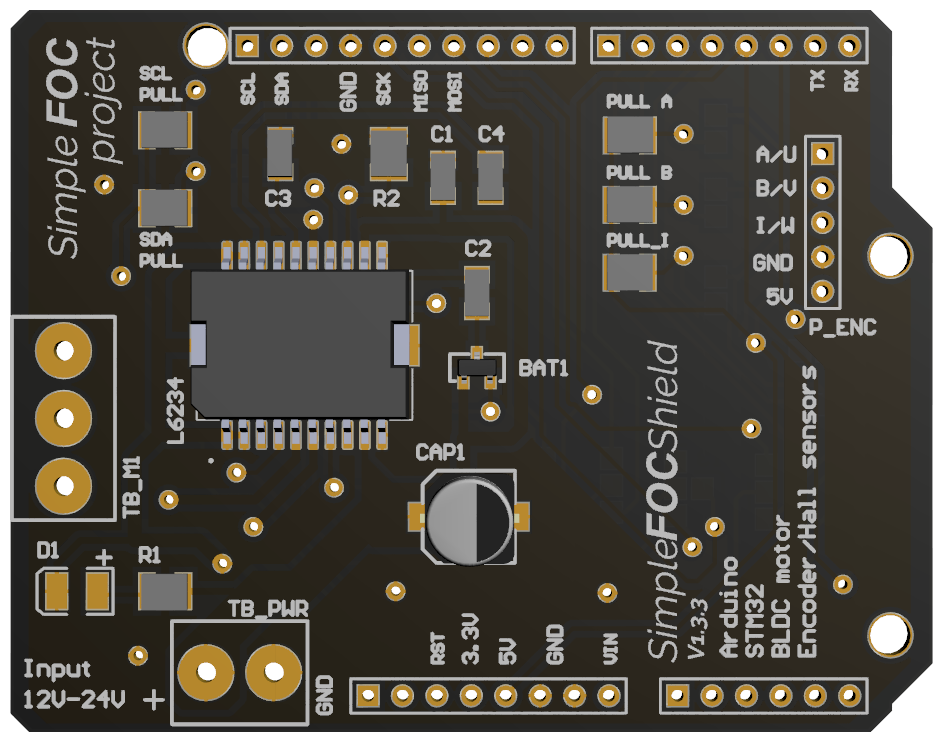 Simple FOC
project
SCL
PULL
SDA
PULL
SCL
SDA
GND
SCK
MISO
MOSI
TX
RX
C3
R2
C1
C4
C2
PULL A
PULL B
PULL_I
A/U
B/V
I/W
GND
5V
P_ENC
L6234
BAT1
CAP1
TB_M1
D1
+
R1
TB_PWR
Input
12V-24V +
GND
RST
3.3V
5V
GND
VIN
SimpleFOCShield
V1.3.3
Arduino
STM32
BLDC motor
Encoder/Hall sensors